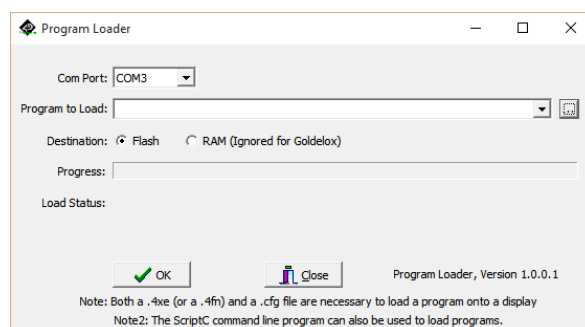 Program Loader
Com Port: COM3
Program to Load:
Destination: Flash RAM (Ignored for Goldelox)
Progress:
Load Status:
OK Close Program Loader, Version 1.0.0.1
Note: Both a .4xe (or a .4fn) and a .cfg file are necessary to load a program onto a display
Note2: The ScriptC command line program can also be used to load programs.